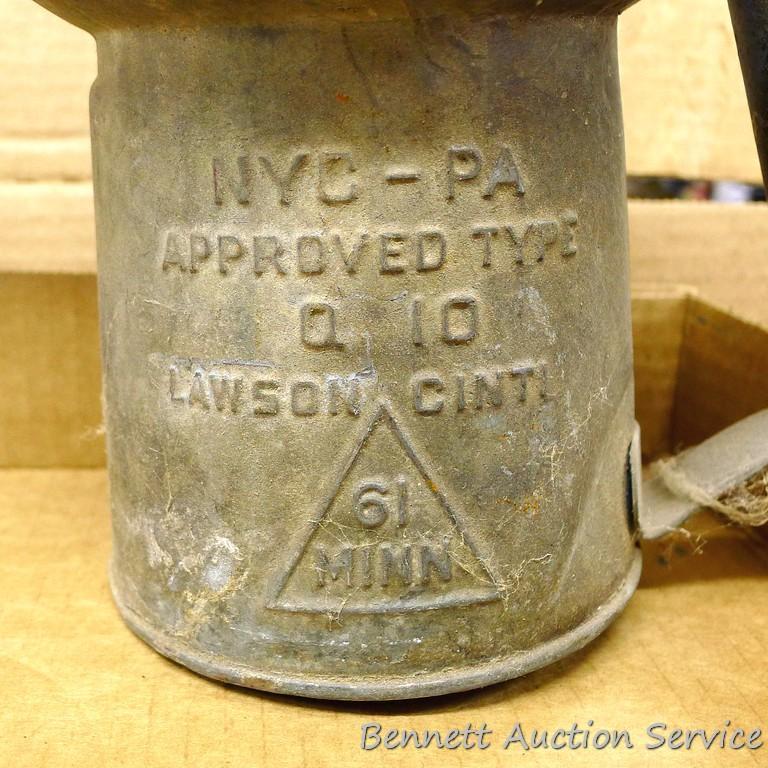 NYC - PA
APPROVED TYPE
Q 10
LAWSON CINTI
61
MINN
Bennett Auction Service